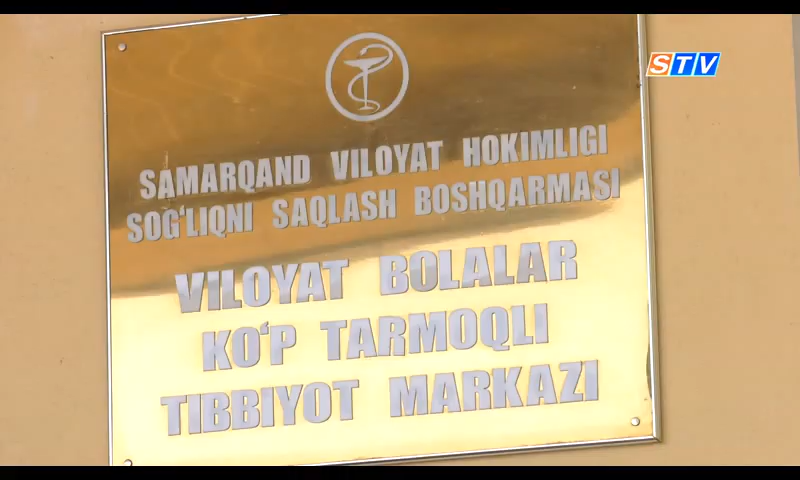 STV
SAMARQAND VILOYAT HOKIMLIGI
SOG‘LIQNI SAQLASH BOSHQARMASI
VILOYAT BOLALAR
KO‘P TARMOQLI
TIBBIYOT MARKAZI